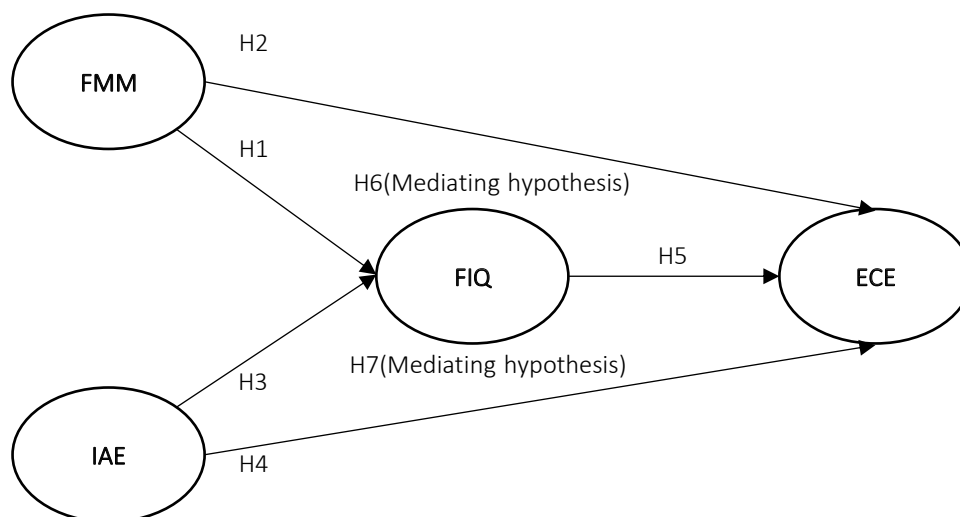 H2
FMM
H1
H6(Mediating hypothesis)
FIQ
H5
ECE
H7(Mediating hypothesis)
H3
IAE
H4